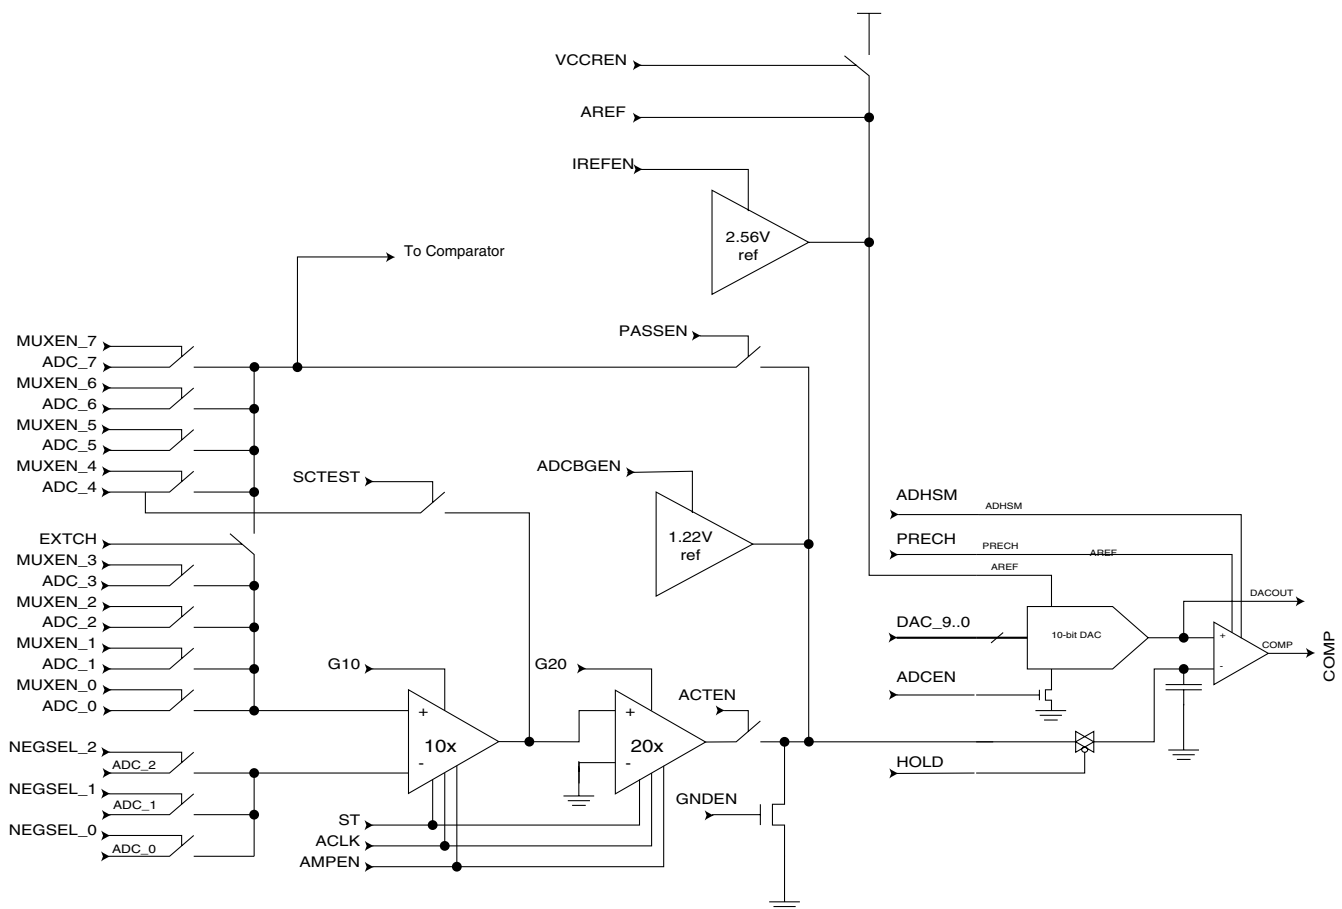 VCCREN
AREF
IREFEN
2.56V
ref
To Comparator
PASSEN
MUXEN_7
ADC_7
MUXEN_6
ADC_6
MUXEN_5
ADC_5
MUXEN_4
ADC_4
SCTEST
ADCBGEN
1.22V
ref
EXTCH
MUXEN_3
ADC_3
MUXEN_2
ADC_2
MUXEN_1
ADC_1
MUXEN_0
ADC_0
NEGSEL_2
ADC_2
NEGSEL_1
ADC_1
NEGSEL_0
ADC_0
G10
+
10x
-
G20
+
20x
-
ACTEN
ST
ACLK
AMPEN
GNDEN
ADHSM
ADHSM
PRECH
PRECH
AREF
AREF
DAC_9..0
10-bit DAC
DACOUT
+
-
COMP
COMP
ADCEN
HOLD